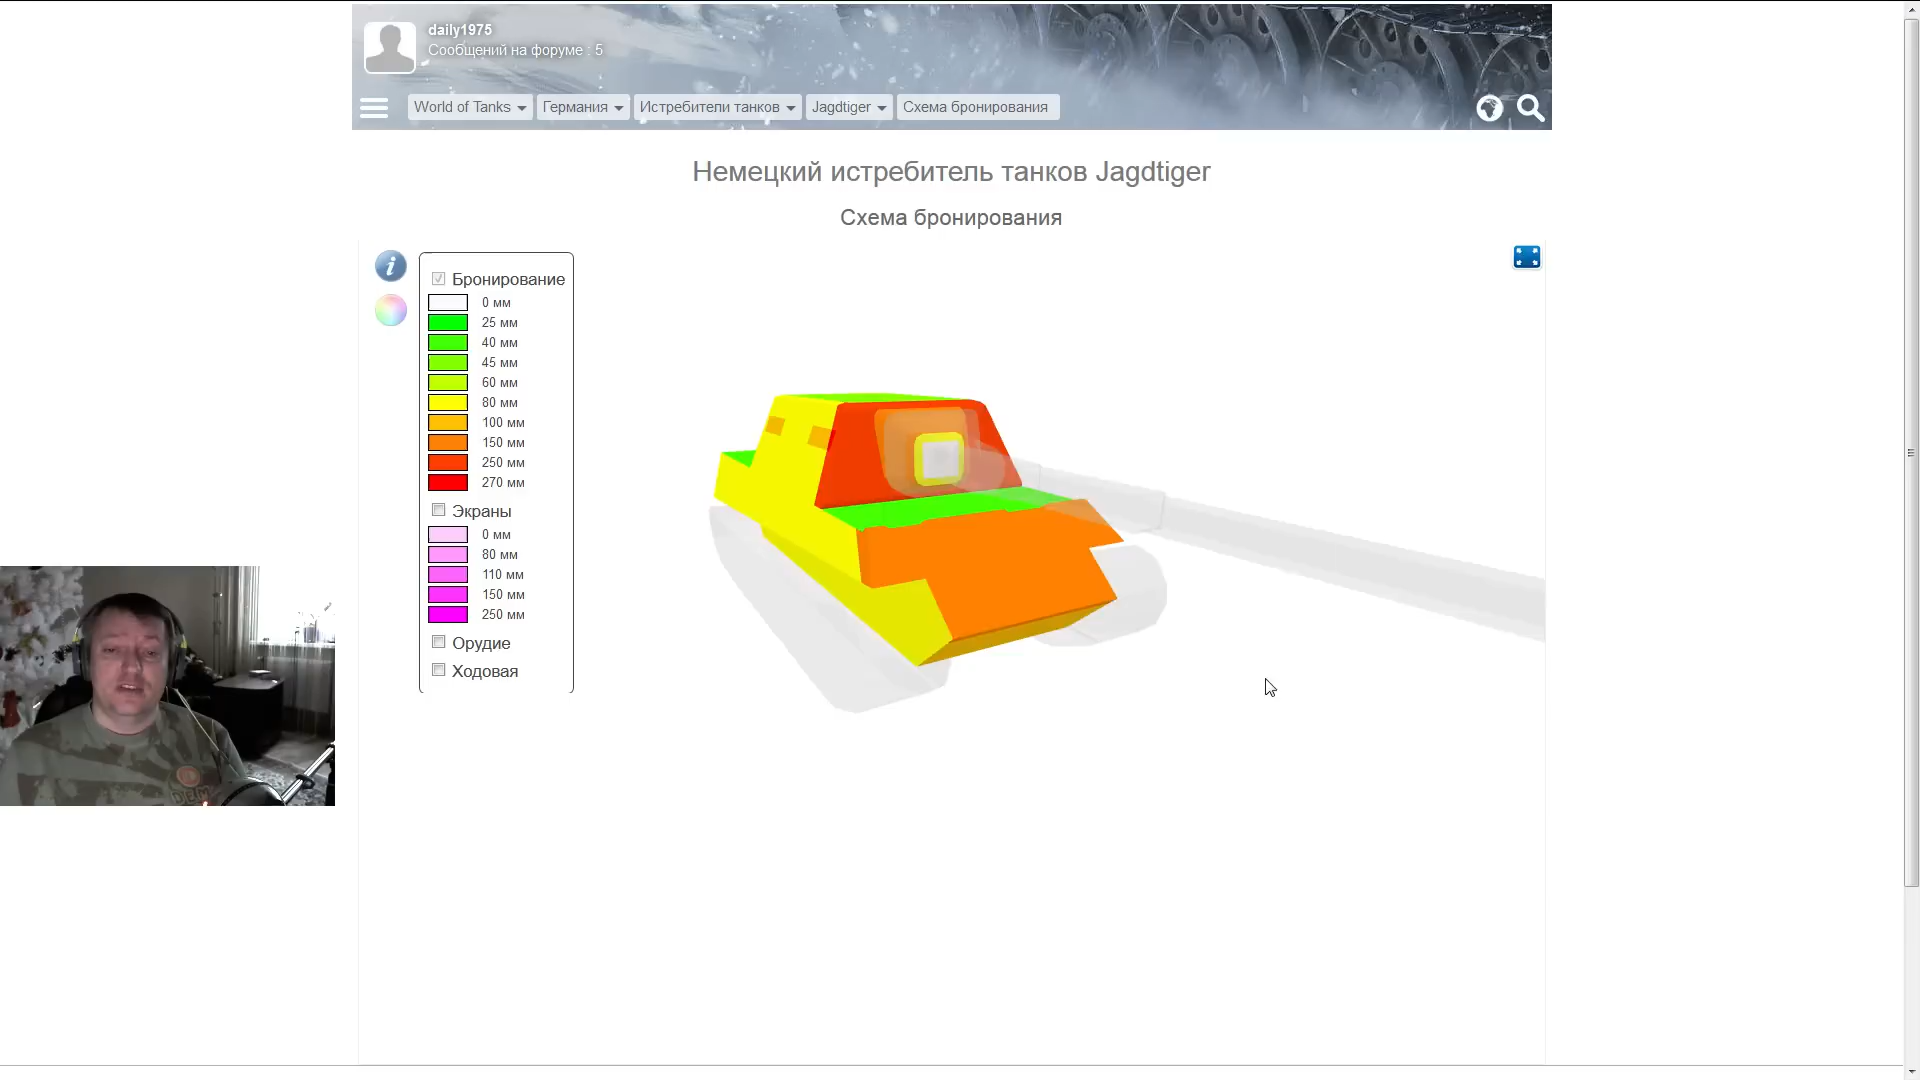 daily1975
Сообщений на форуме : 5
World of Tanks
Германия
Истребители танков
Jagdtiger
Схема бронирования
Немецкий истребитель танков Jagdtiger
Схема бронирования
i
Бронирование
0 мм
25 мм
40 мм
45 мм
60 мм
80 мм
100 мм
150 мм
250 мм
270 мм
Экраны
0 мм
80 мм
110 мм
150 мм
250 мм
Орудие
Ходовая